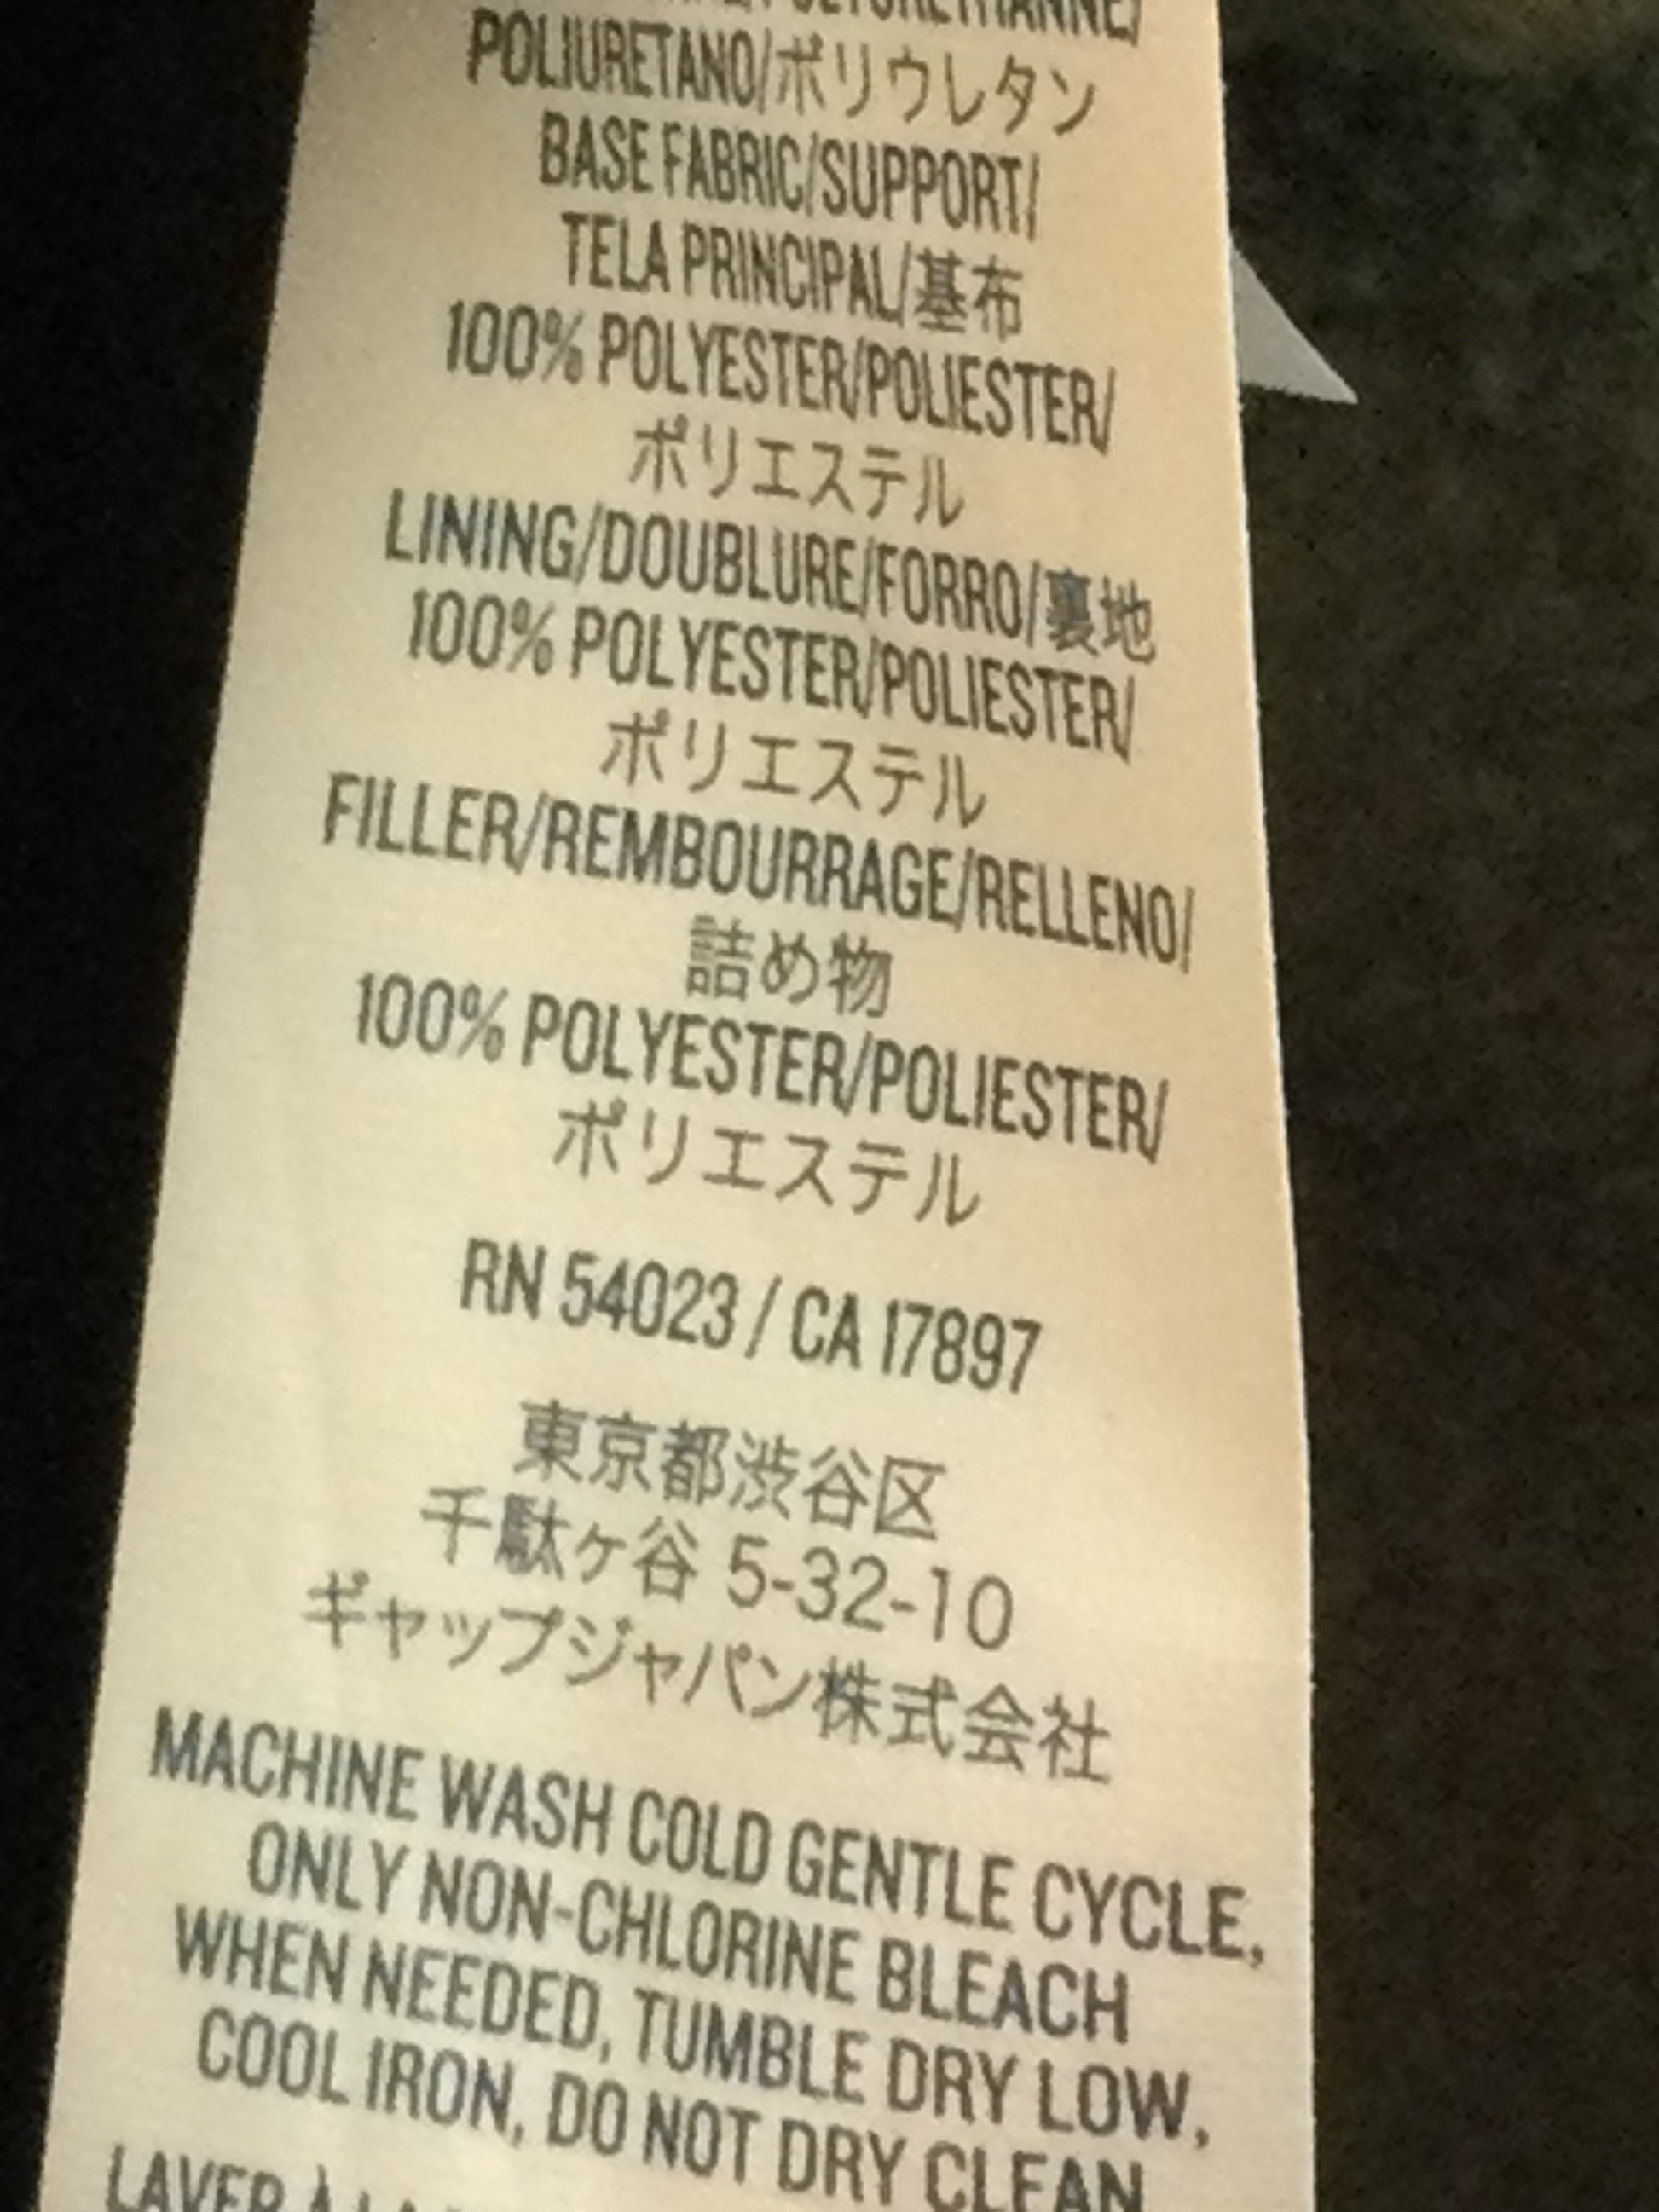 POLYURETHANNE/
POLIURETANO/ポリウレタン
BASE FABRIC/SUPPORT/
TELA PRINCIPAL/基布
100% POLYESTER/POLIESTER/
ポリエステル
LINING/DOUBLURE/FORRO/裏地
100% POLYESTER/POLIESTER/
ポリエステル
FILLER/REMBOURRAGE/RELLENO/
詰め物
100% POLYESTER/POLIESTER/
ポリエステル
RN 54023 / CA 17897
東京都渋谷区
千駄ヶ谷 5-32-10
ギャップジャパン株式会社
MACHINE WASH COLD GENTLE CYCLE,
ONLY NON-CHLORINE BLEACH
WHEN NEEDED, TUMBLE DRY LOW,
COOL IRON, DO NOT DRY CLEAN
LAVER À LA